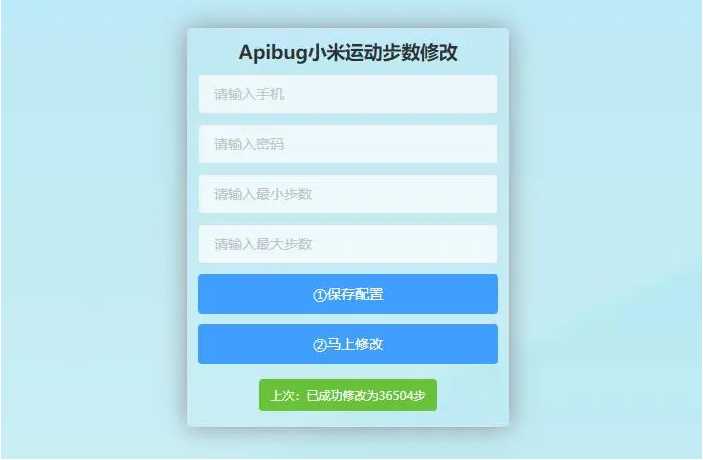 Apibug小米运动步数修改
请输入手机
请输入密码
请输入最小步数
请输入最大步数
①保存配置
②马上修改
上次：已成功修改为36504步